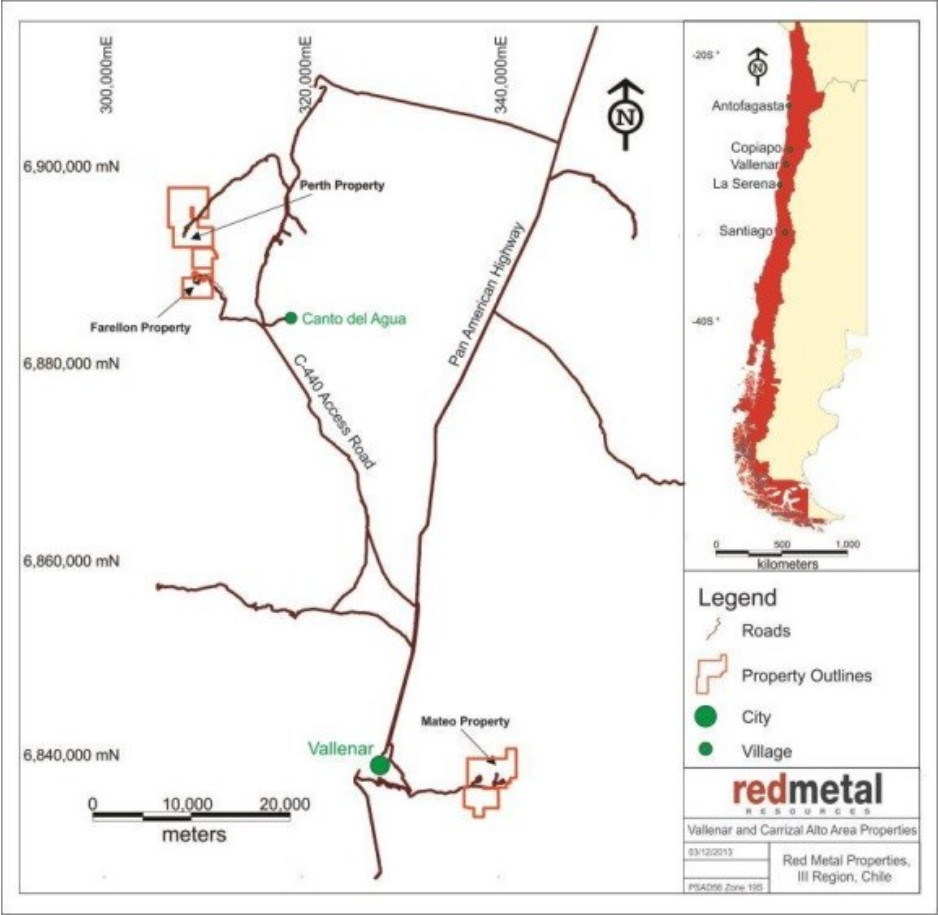 300,000mE
320,000mE
340,000mE
N
6,900,000 mN
Perth Property
Farellon Property
Canto del Agua
Pan American Highway
6,880,000 mN
C-440 Access Road
6,860,000 mN
Mateo Property
Vallenar
6,840,000 mN
0 10,000 20,000
meters
-20S °
N
Antofagasta
Copiapo
Vallenar
La Serena
Santiago
-40S °
0 500 1,000
kilometers
Legend
Roads
Property Outlines
City
Village
redmetal
RESOURCES
Vallenar and Carrizal Alto Area Properties
03/12/2013
Red Metal Properties,
III Region, Chile
PSAD56 Zone 19S